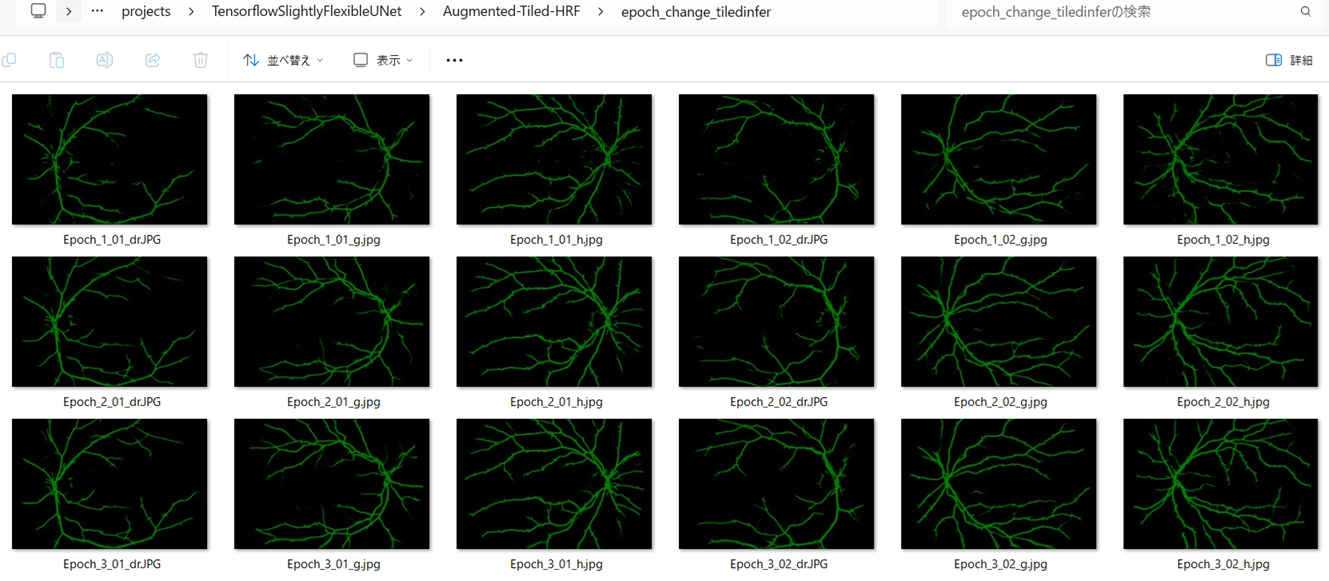 projects > TensorflowSlightlyFlexibleUNet > Augmented-Tiled-HRF > epoch_change_tiledinfer epoch_change_tiledinferの検索
並べ替え 表示 詳細
Epoch_1_01_dr.JPG Epoch_1_01_g.jpg Epoch_1_01_h.jpg Epoch_1_02_dr.JPG Epoch_1_02_g.jpg Epoch_1_02_h.jpg
Epoch_2_01_dr.JPG Epoch_2_01_g.jpg Epoch_2_01_h.jpg Epoch_2_02_dr.JPG Epoch_2_02_g.jpg Epoch_2_02_h.jpg
Epoch_3_01_dr.JPG Epoch_3_01_g.jpg Epoch_3_01_h.jpg Epoch_3_02_dr.JPG Epoch_3_02_g.jpg Epoch_3_02_h.jpg